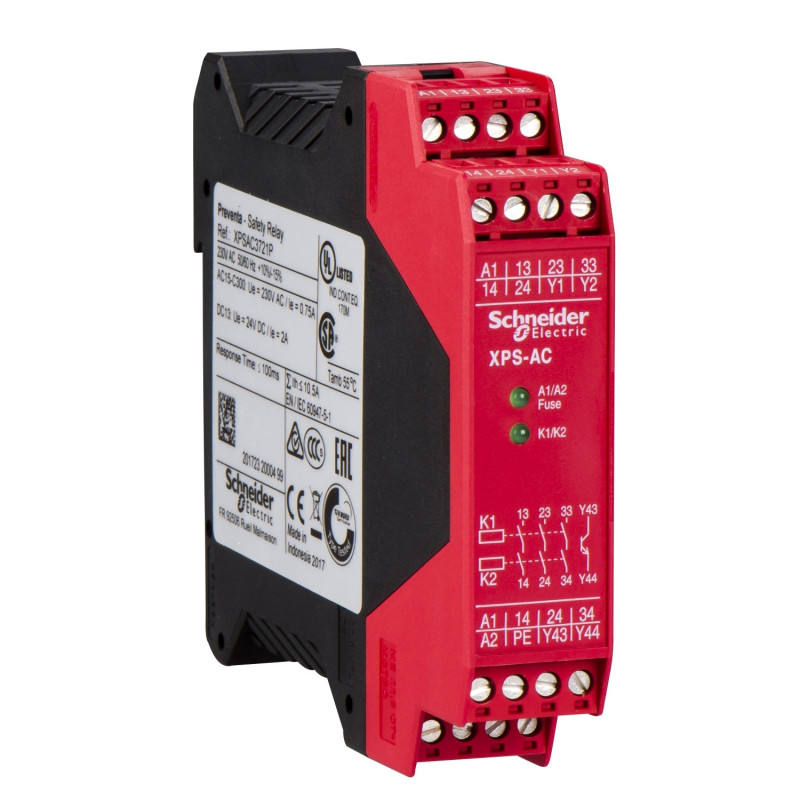 A1 | 13 | 23 | 33
14 | 24 | Y1 | Y2
A1 | 13 | 23 | 33
14 | 24 | Y1 | Y2
Schneider
Electric
XPS-AC
A1/A2
Fuse
K1/K2
13 23 33 Y43
K1
K2
14 24 34 Y44
A1 | 14 | 24 | 34
A2 | PE | Y43 | Y44
Preventa - Safety Relay
Ref.: XPSAC3721P
230V AC 50/60 Hz +10%/-15%
AC15-C300: Ue = 230V AC / Ie = 0.75A
DC13: Ue = 24V DC / Ie = 2A
Response Time: ≤ 100ms
UL LISTED
IND.CONT.EQ.
179M
Tamb 55°C
Σ Ith ≤ 10.5A
EN / IEC 60947-5-1
CCC
EAC
201723 20004 99
Schneider
Electric
FR 92506 Rueil Malmaison
CE
Made in
Indonesia 2017